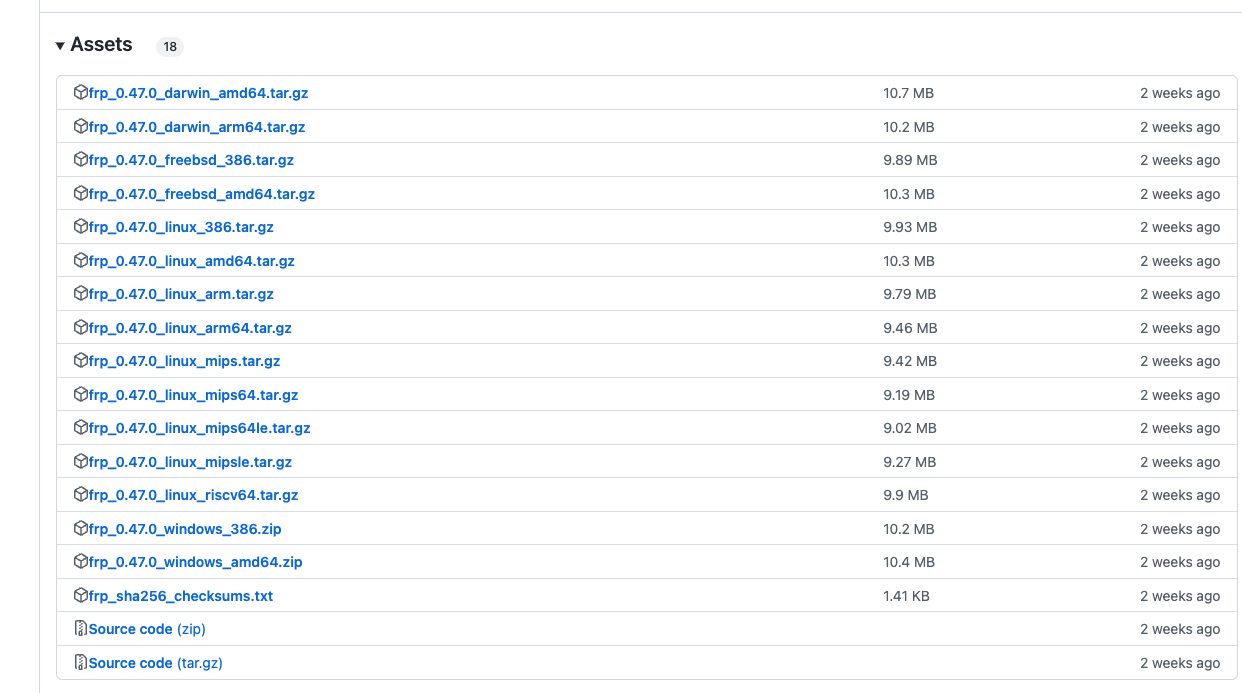 Assets 18
frp_0.47.0_darwin_amd64.tar.gz 10.7 MB 2 weeks ago
frp_0.47.0_darwin_arm64.tar.gz 10.2 MB 2 weeks ago
frp_0.47.0_freebsd_386.tar.gz 9.89 MB 2 weeks ago
frp_0.47.0_freebsd_amd64.tar.gz 10.3 MB 2 weeks ago
frp_0.47.0_linux_386.tar.gz 9.93 MB 2 weeks ago
frp_0.47.0_linux_amd64.tar.gz 10.3 MB 2 weeks ago
frp_0.47.0_linux_arm.tar.gz 9.79 MB 2 weeks ago
frp_0.47.0_linux_arm64.tar.gz 9.46 MB 2 weeks ago
frp_0.47.0_linux_mips.tar.gz 9.42 MB 2 weeks ago
frp_0.47.0_linux_mips64.tar.gz 9.19 MB 2 weeks ago
frp_0.47.0_linux_mips64le.tar.gz 9.02 MB 2 weeks ago
frp_0.47.0_linux_mipsle.tar.gz 9.27 MB 2 weeks ago
frp_0.47.0_linux_riscv64.tar.gz 9.9 MB 2 weeks ago
frp_0.47.0_windows_386.zip 10.2 MB 2 weeks ago
frp_0.47.0_windows_amd64.zip 10.4 MB 2 weeks ago
frp_sha256_checksums.txt 1.41 KB 2 weeks ago
Source code (zip) 2 weeks ago
Source code (tar.gz) 2 weeks ago